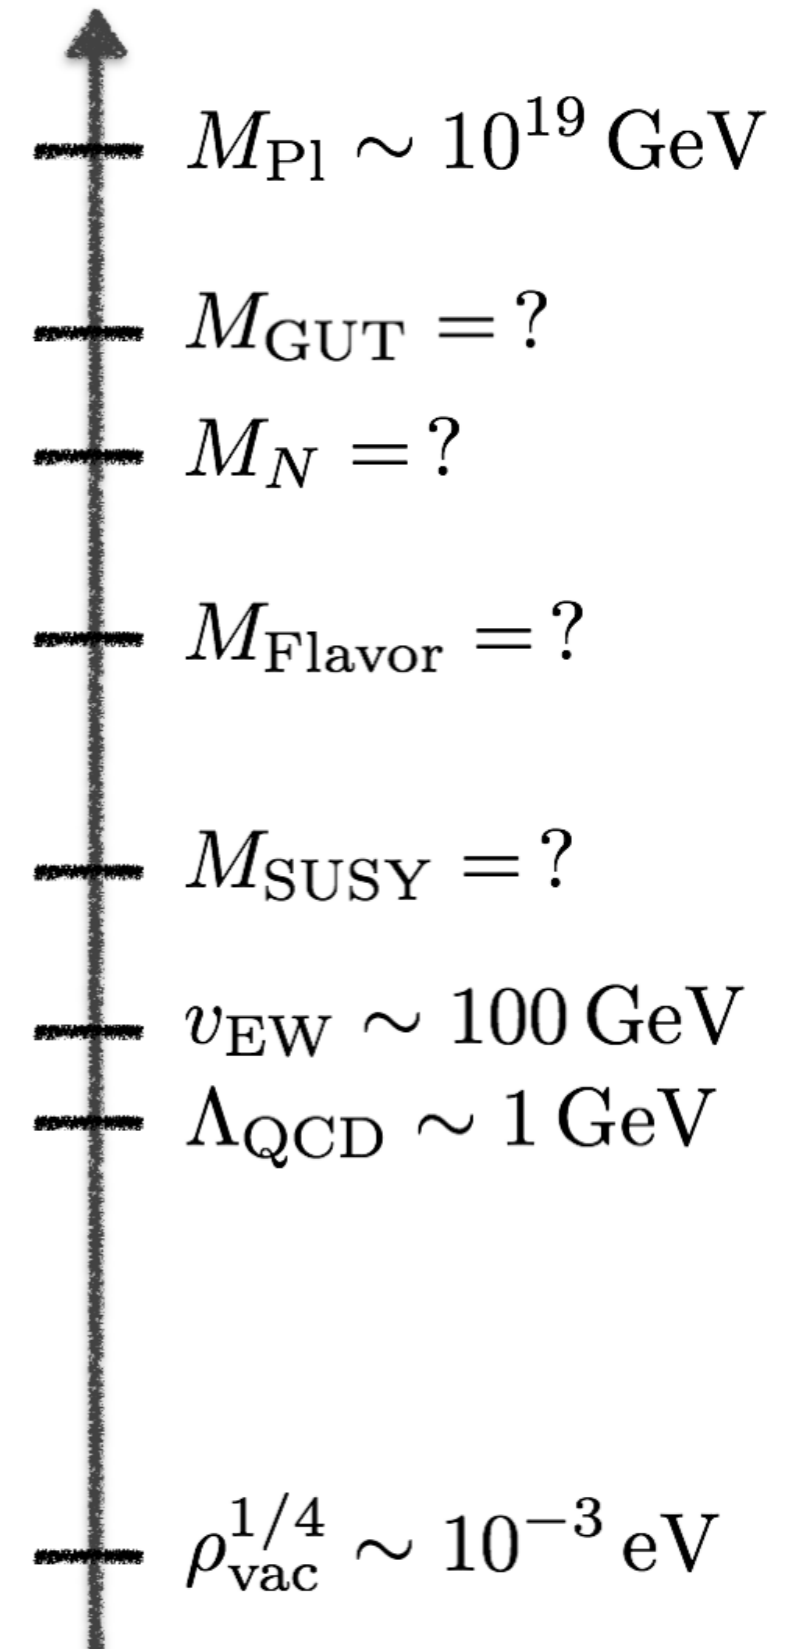 M_Pl ∼ 10^19 GeV
M_GUT = ?
M_N = ?
M_Flavor = ?
M_SUSY = ?
v_EW ∼ 100 GeV
Λ_QCD ∼ 1 GeV
ρ_vac^1/4 ∼ 10^−3 eV